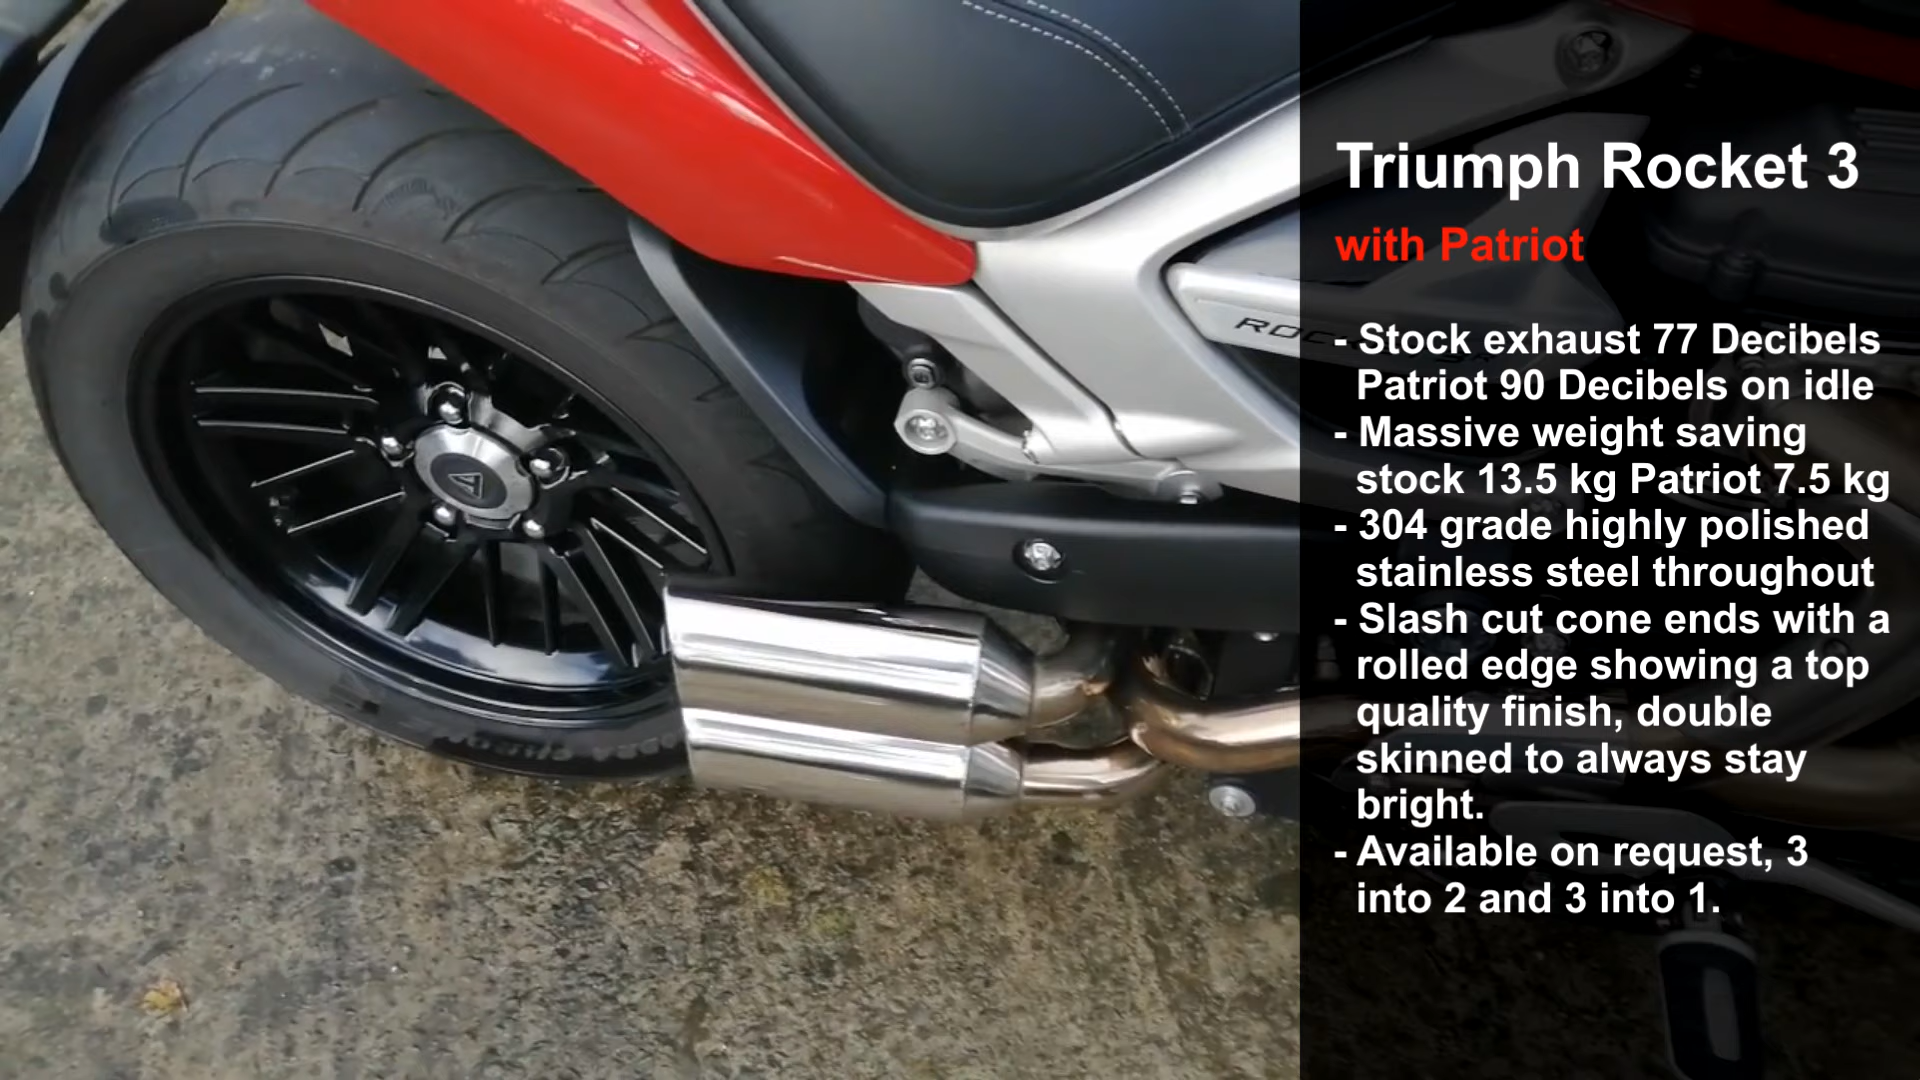 Triumph Rocket 3
with Patriot
- Stock exhaust 77 Decibels
Patriot 90 Decibels on idle
- Massive weight saving
stock 13.5 kg Patriot 7.5 kg
- 304 grade highly polished
stainless steel throughout
- Slash cut cone ends with a
rolled edge showing a top
quality finish, double
skinned to always stay
bright.
- Available on request, 3
into 2 and 3 into 1.